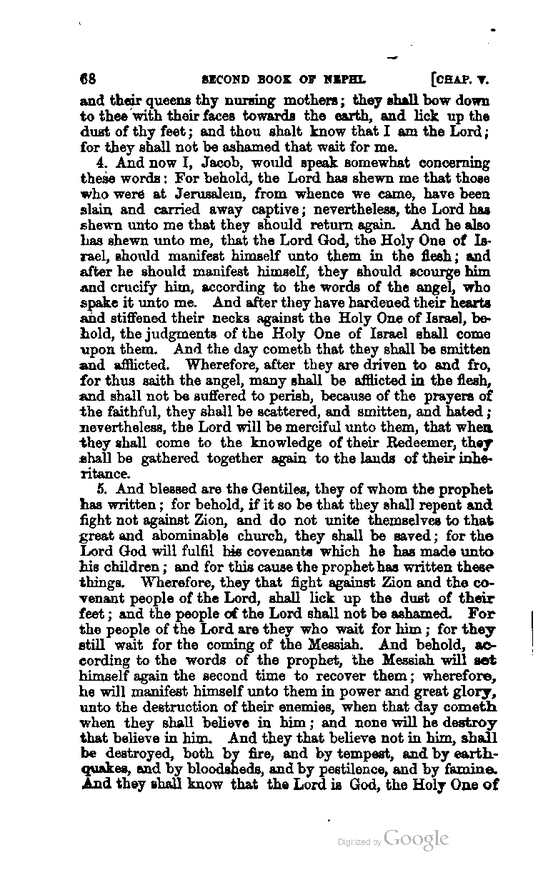 68 SECOND BOOK OF NEPHI. [CHAP. V.
and their queens thy nursing mothers; they shall bow down
to thee with their faces towards the earth, and lick up the
dust of thy feet; and thou shalt know that I am the Lord;
for they shall not be ashamed that wait for me.
4. And now I, Jacob, would speak somewhat concerning
these words: For behold, the Lord has shewn me that those
who were at Jerusalem, from whence we came, have been
slain and carried away captive; nevertheless, the Lord has
shewn unto me that they should return again. And he also
has shewn unto me, that the Lord God, the Holy One of Is-
rael, should manifest himself unto them in the flesh; and
after he should manifest himself, they should scourge him
and crucify him, according to the words of the angel, who
spake it unto me. And after they have hardened their hearts
and stiffened their necks against the Holy One of Israel, be-
hold, the judgments of the Holy One of Israel shall come
upon them. And the day cometh that they shall be smitten
and afflicted. Wherefore, after they are driven to and fro,
for thus saith the angel, many shall be afflicted in the flesh,
and shall not be suffered to perish, because of the prayers of
the faithful, they shall be scattered, and smitten, and hated;
nevertheless, the Lord will be merciful unto them, that when
they shall come to the knowledge of their Redeemer, they
shall be gathered together again to the lands of their inhe-
ritance.
5. And blessed are the Gentiles, they of whom the prophet
has written; for behold, if it so be that they shall repent and
fight not against Zion, and do not unite themselves to that
great and abominable church, they shall be saved; for the
Lord God will fulfil his covenants which he has made unto
his children; and for this cause the prophet has written these
things. Wherefore, they that fight against Zion and the co-
venant people of the Lord, shall lick up the dust of their
feet; and the people of the Lord shall not be ashamed. For
the people of the Lord are they who wait for him; for they
still wait for the coming of the Messiah. And behold, ac-
cording to the words of the prophet, the Messiah will set
himself again the second time to recover them; wherefore,
he will manifest himself unto them in power and great glory,
unto the destruction of their enemies, when that day cometh
when they shall believe in him; and none will he destroy
that believe in him. And they that believe not in him, shall
be destroyed, both by fire, and by tempest, and by earth-
quakes, and by bloodsheds, and by pestilence, and by famine.
And they shall know that the Lord is God, the Holy One of
Digitized by Google